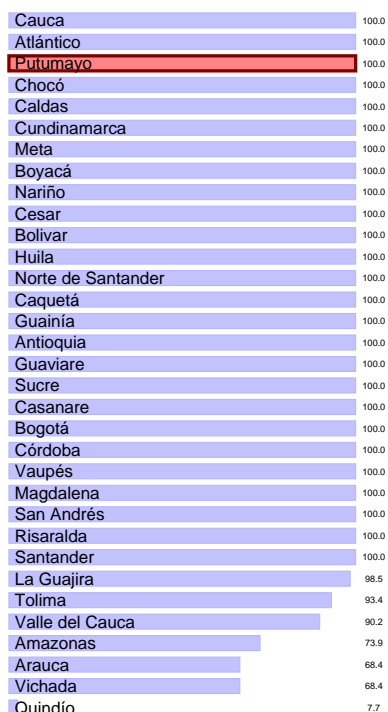 Cauca 100.0
Atlántico 100.0
Putumayo 100.0
Chocó 100.0
Caldas 100.0
Cundinamarca 100.0
Meta 100.0
Boyacá 100.0
Nariño 100.0
Cesar 100.0
Bolivar 100.0
Huila 100.0
Norte de Santander 100.0
Caquetá 100.0
Guainía 100.0
Antioquia 100.0
Guaviare 100.0
Sucre 100.0
Casanare 100.0
Bogotá 100.0
Córdoba 100.0
Vaupés 100.0
Magdalena 100.0
San Andrés 100.0
Risaralda 100.0
Santander 100.0
La Guajira 98.5
Tolima 93.4
Valle del Cauca 90.2
Amazonas 73.9
Arauca 68.4
Vichada 68.4
Quindío 7.7